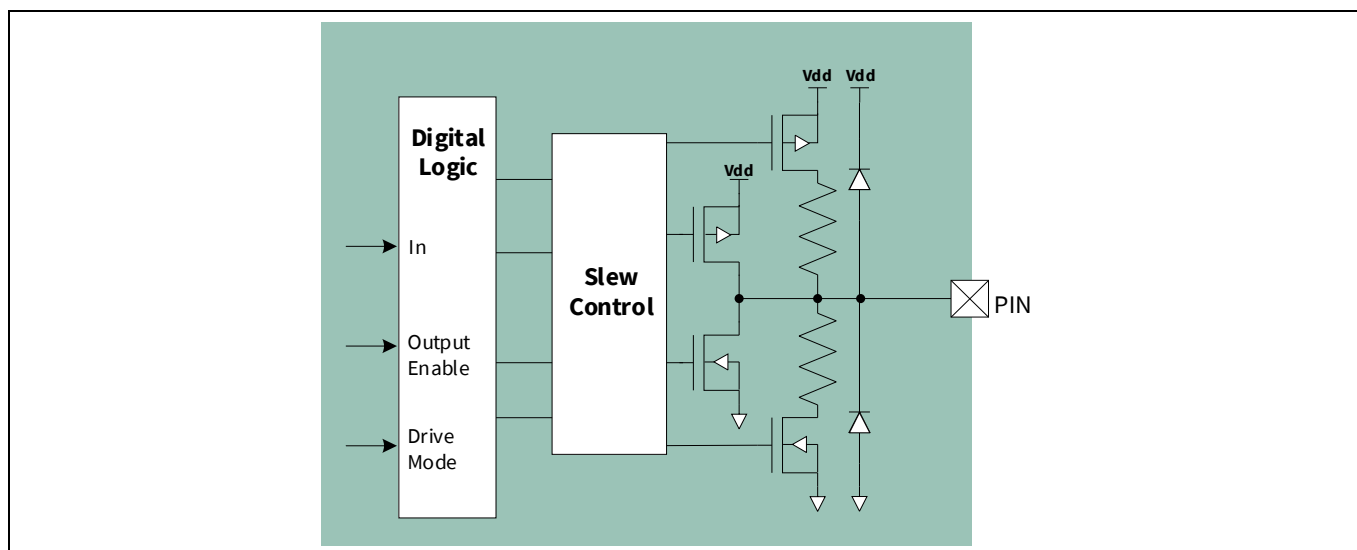 Vdd Vdd
Digital
Logic
Vdd
In
Slew
Control
PIN
Output
Enable
Drive
Mode